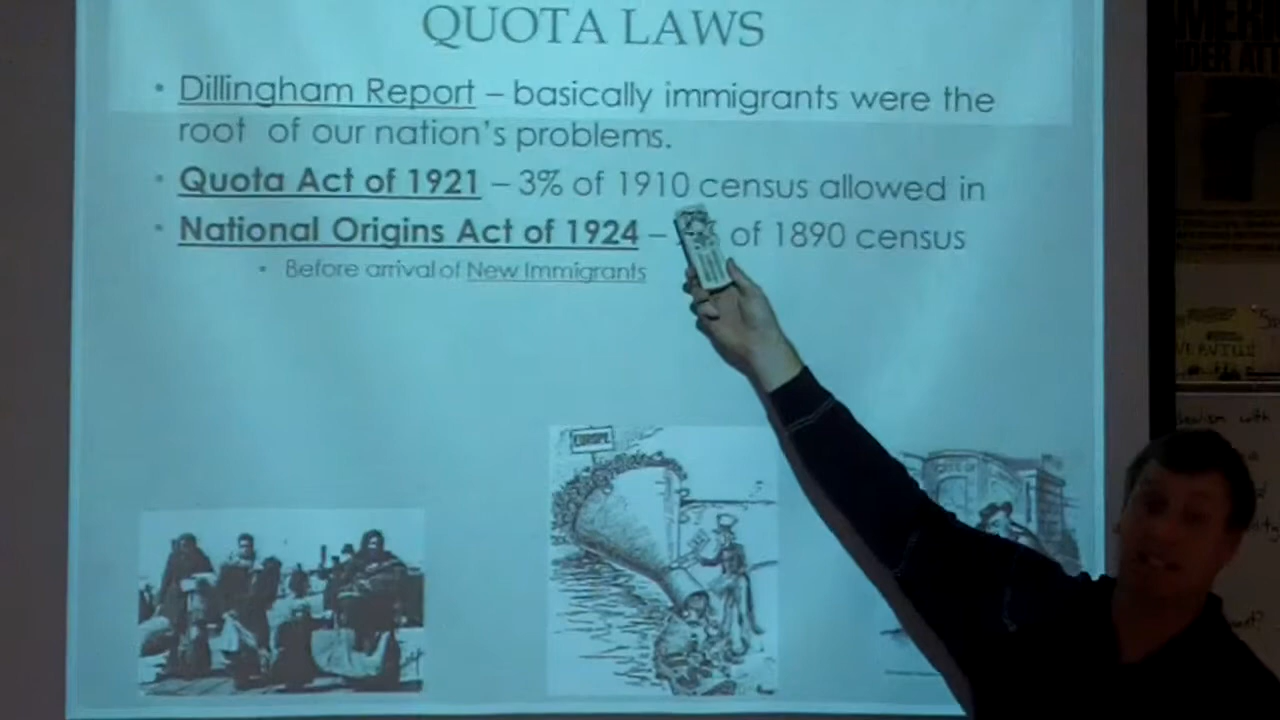 QUOTA LAWS
• Dillingham Report – basically immigrants were the
root of our nation's problems.
• Quota Act of 1921 – 3% of 1910 census allowed in
• National Origins Act of 1924 – of 1890 census
• Before arrival of New Immigrants
EUROPE